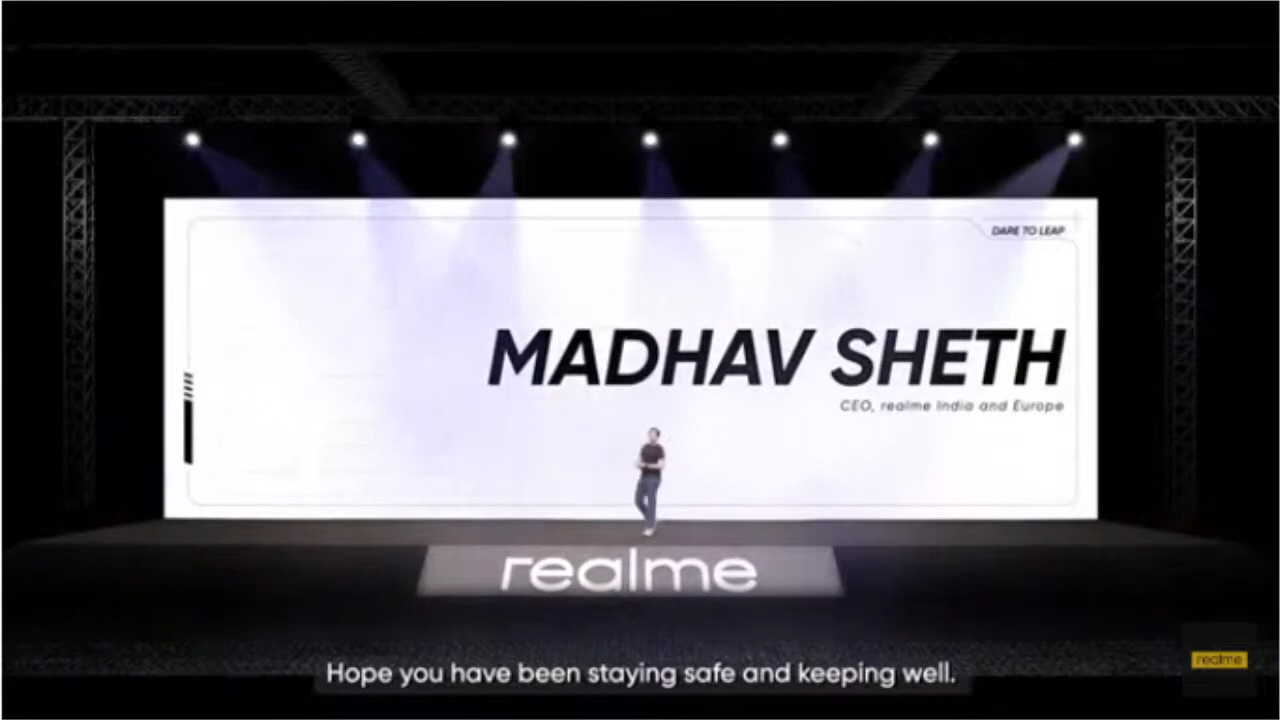 DARE TO LEAP
MADHAV SHETH
CEO, realme India and Europe
realme
Hope you have been staying safe and keeping well.
realme